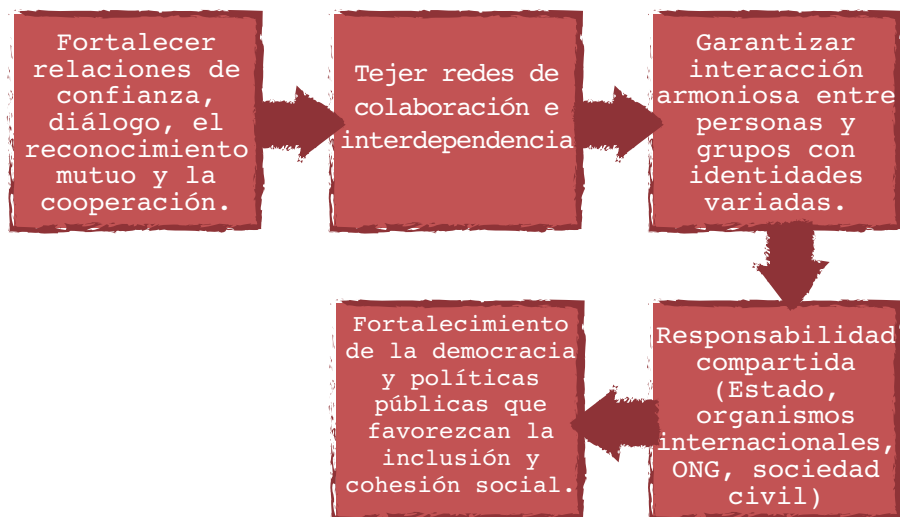 Fortalecer
relaciones de
confianza,
diálogo, el
reconocimiento
mutuo y la
cooperación.
Tejer redes de
colaboración e
interdependencia
Garantizar
interacción
armoniosa entre
personas y
grupos con
identidades
variadas.
Responsabilidad
compartida
(Estado,
organismos
internacionales,
ONG, sociedad
civil)
Fortalecimiento
de la democracia
y políticas
públicas que
favorezcan la
inclusión y
cohesión social.